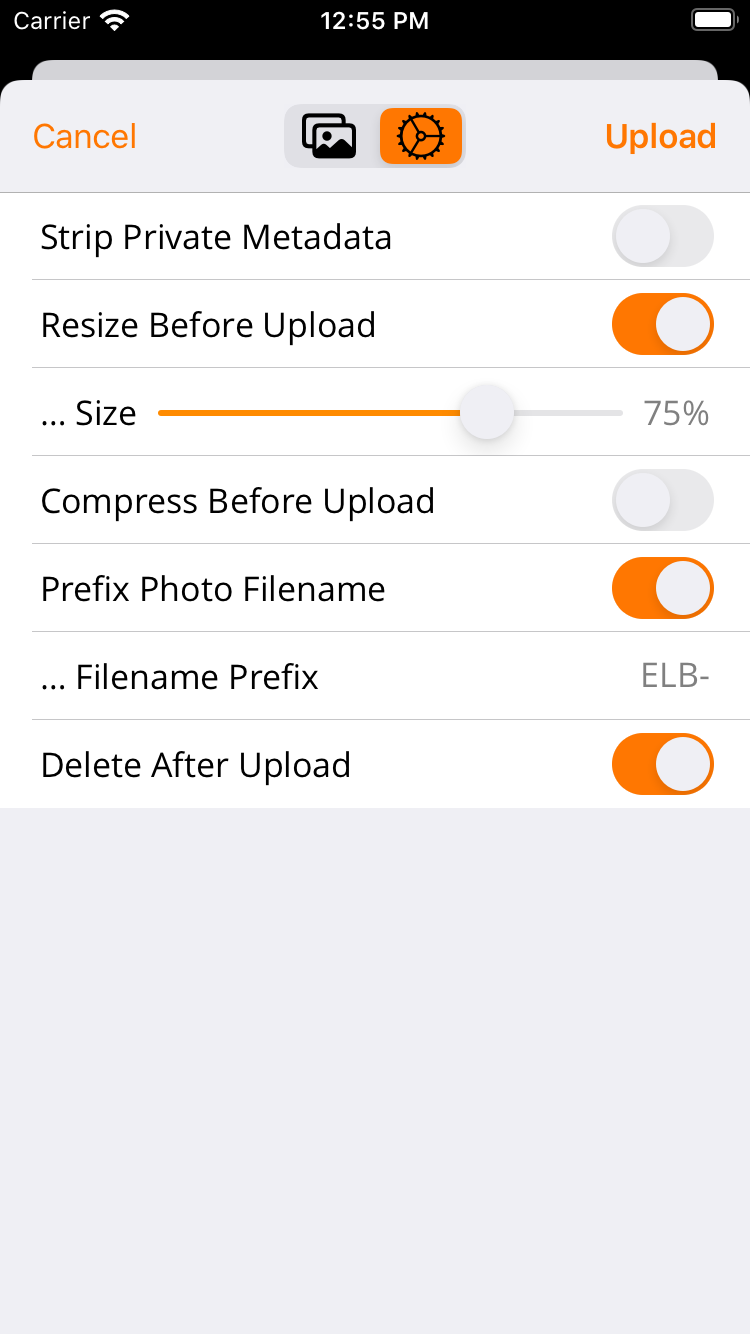 Carrier 12:55 PM
Cancel Upload
Strip Private Metadata
Resize Before Upload
... Size 75%
Compress Before Upload
Prefix Photo Filename
... Filename Prefix ELB-
Delete After Upload